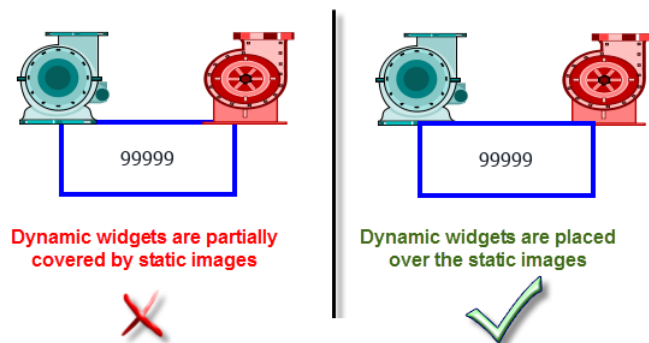 99999
Dynamic widgets are partially
covered by static images
99999
Dynamic widgets are placed
over the static images